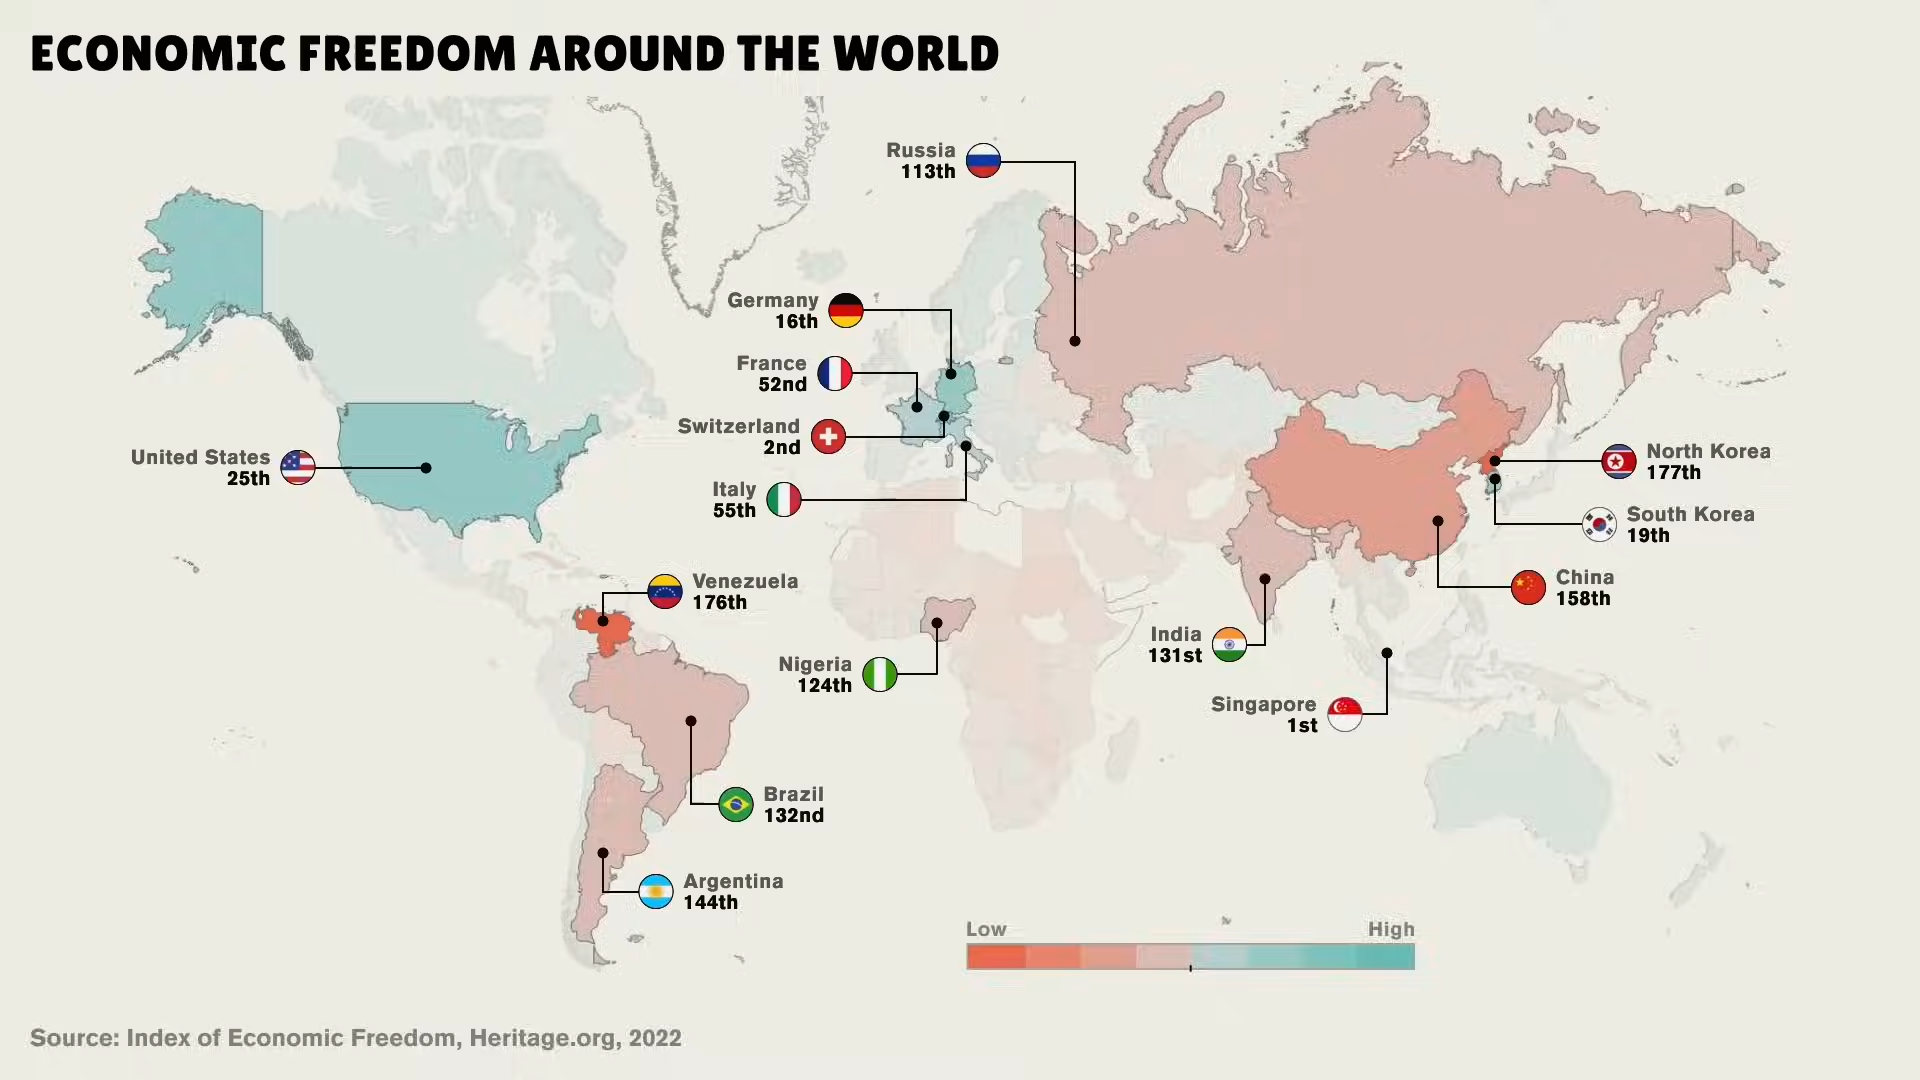 ECONOMIC FREEDOM AROUND THE WORLD
Russia
113th
Germany
16th
France
52nd
Switzerland
2nd
Italy
55th
United States
25th
North Korea
177th
South Korea
19th
China
158th
Venezuela
176th
Nigeria
124th
India
131st
Singapore
1st
Brazil
132nd
Argentina
144th
Low High
Source: Index of Economic Freedom, Heritage.org, 2022